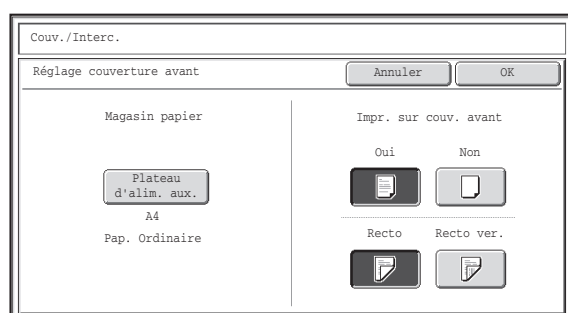 Couv./Interc.
Réglage couverture avant
Annuler
OK
Magasin papier
Plateau
d'alim. aux.
A4
Pap. Ordinaire
Impr. sur couv. avant
Oui
Non
Recto
Recto ver.